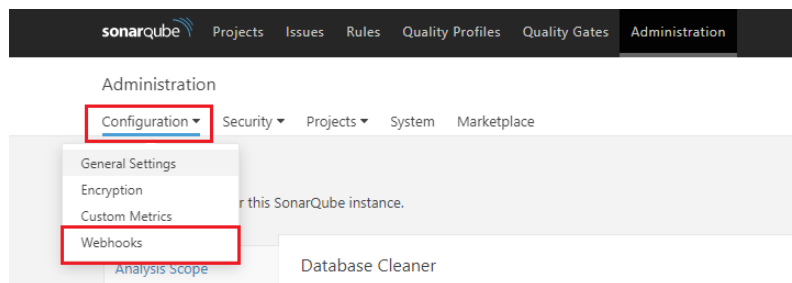 sonarqube Projects Issues Rules Quality Profiles Quality Gates Administration
Administration
Configuration Security Projects System Marketplace
General Settings
Encryption
r this SonarQube instance.
Custom Metrics
Webhooks
Analysis Scope Database Cleaner